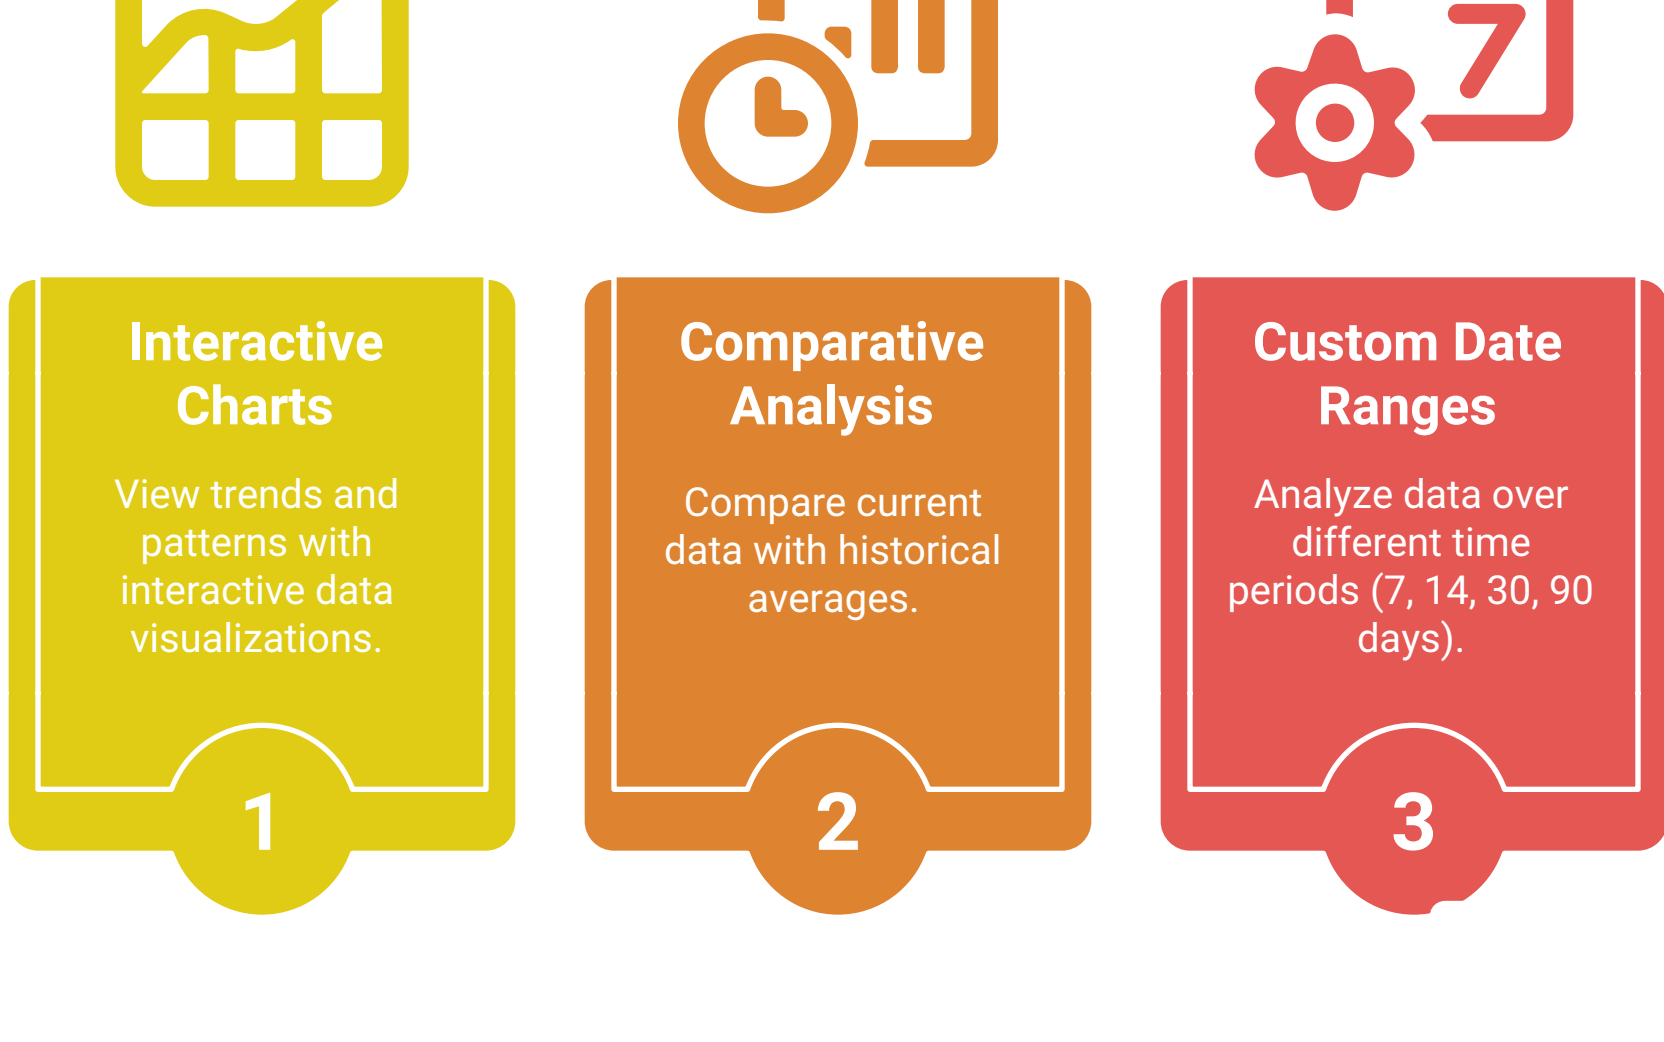 7
Interactive
Charts
View trends and
patterns with
interactive data
visualizations.
1
Comparative
Analysis
Compare current
data with historical
averages.
2
Custom Date
Ranges
Analyze data over
different time
periods (7, 14, 30, 90
days).
3